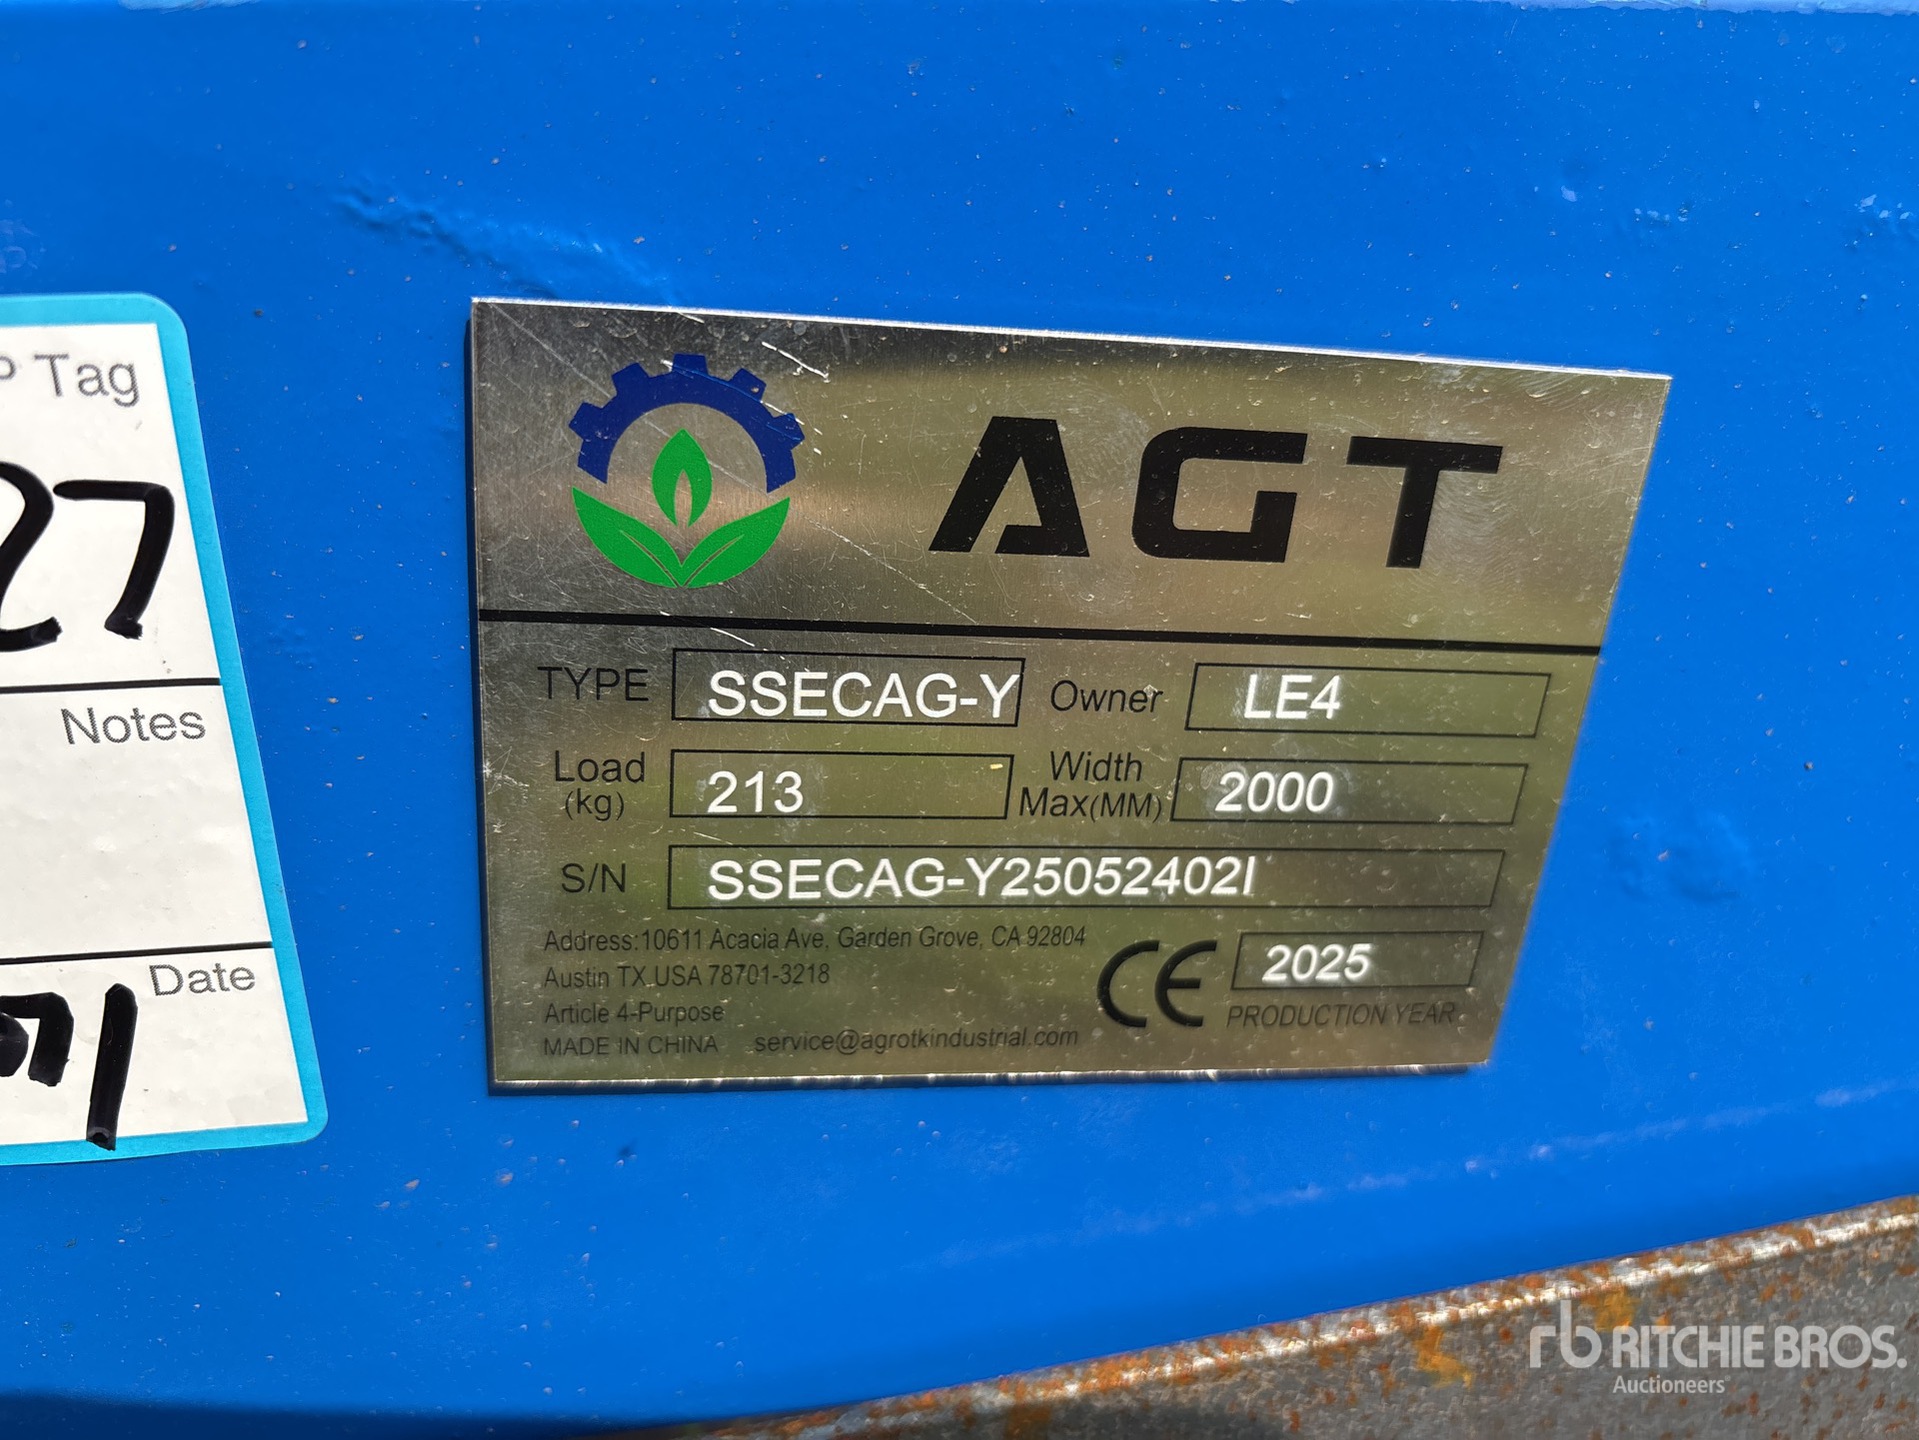 Tag
27
Notes
Date
AGT
TYPE SSECAG-Y Owner LE4
Load (kg) 213 Width Max(MM) 2000
S/N SSECAG-Y25052402I
Address:10611 Acacia Ave, Garden Grove, CA 92804
Austin TX USA 78701-3218
Article 4-Purpose
MADE IN CHINA service@agrotkindustrial.com
CE 2025
PRODUCTION YEAR
rb RITCHIE BROS.
Auctioneers